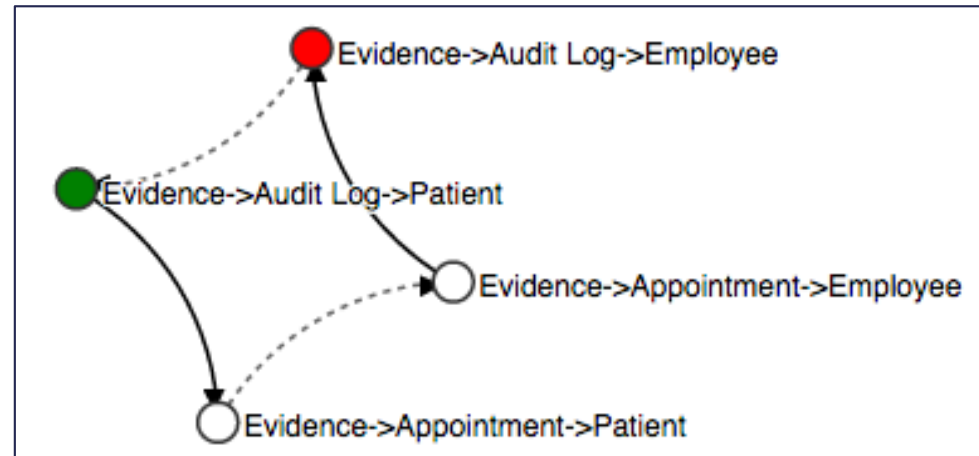 Evidence->Audit Log->Employee
Evidence->Audit Log->Patient
Evidence->Appointment->Employee
Evidence->Appointment->Patient